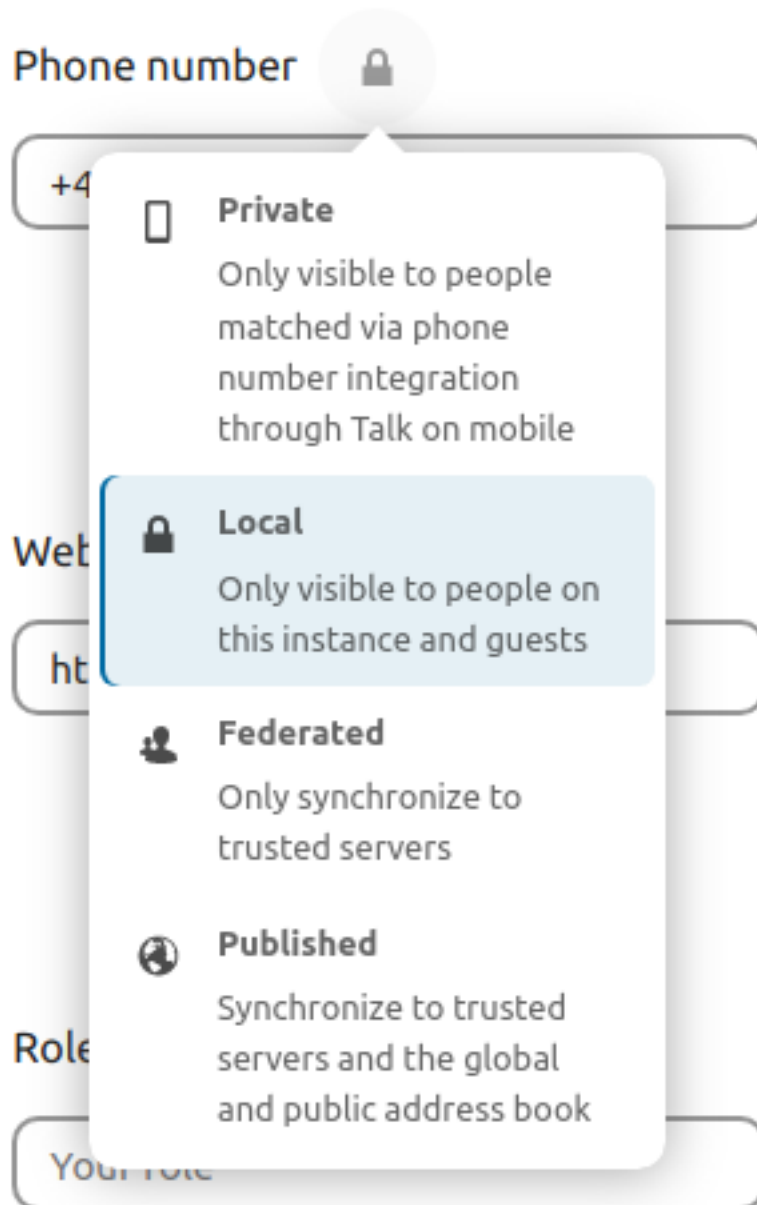 Phone number
+4
Private
Only visible to people
matched via phone
number integration
through Talk on mobile
Local
Only visible to people on
this instance and guests
Federated
Only synchronize to
trusted servers
Published
Synchronize to trusted
servers and the global
and public address book
Web
ht
Role
Your role